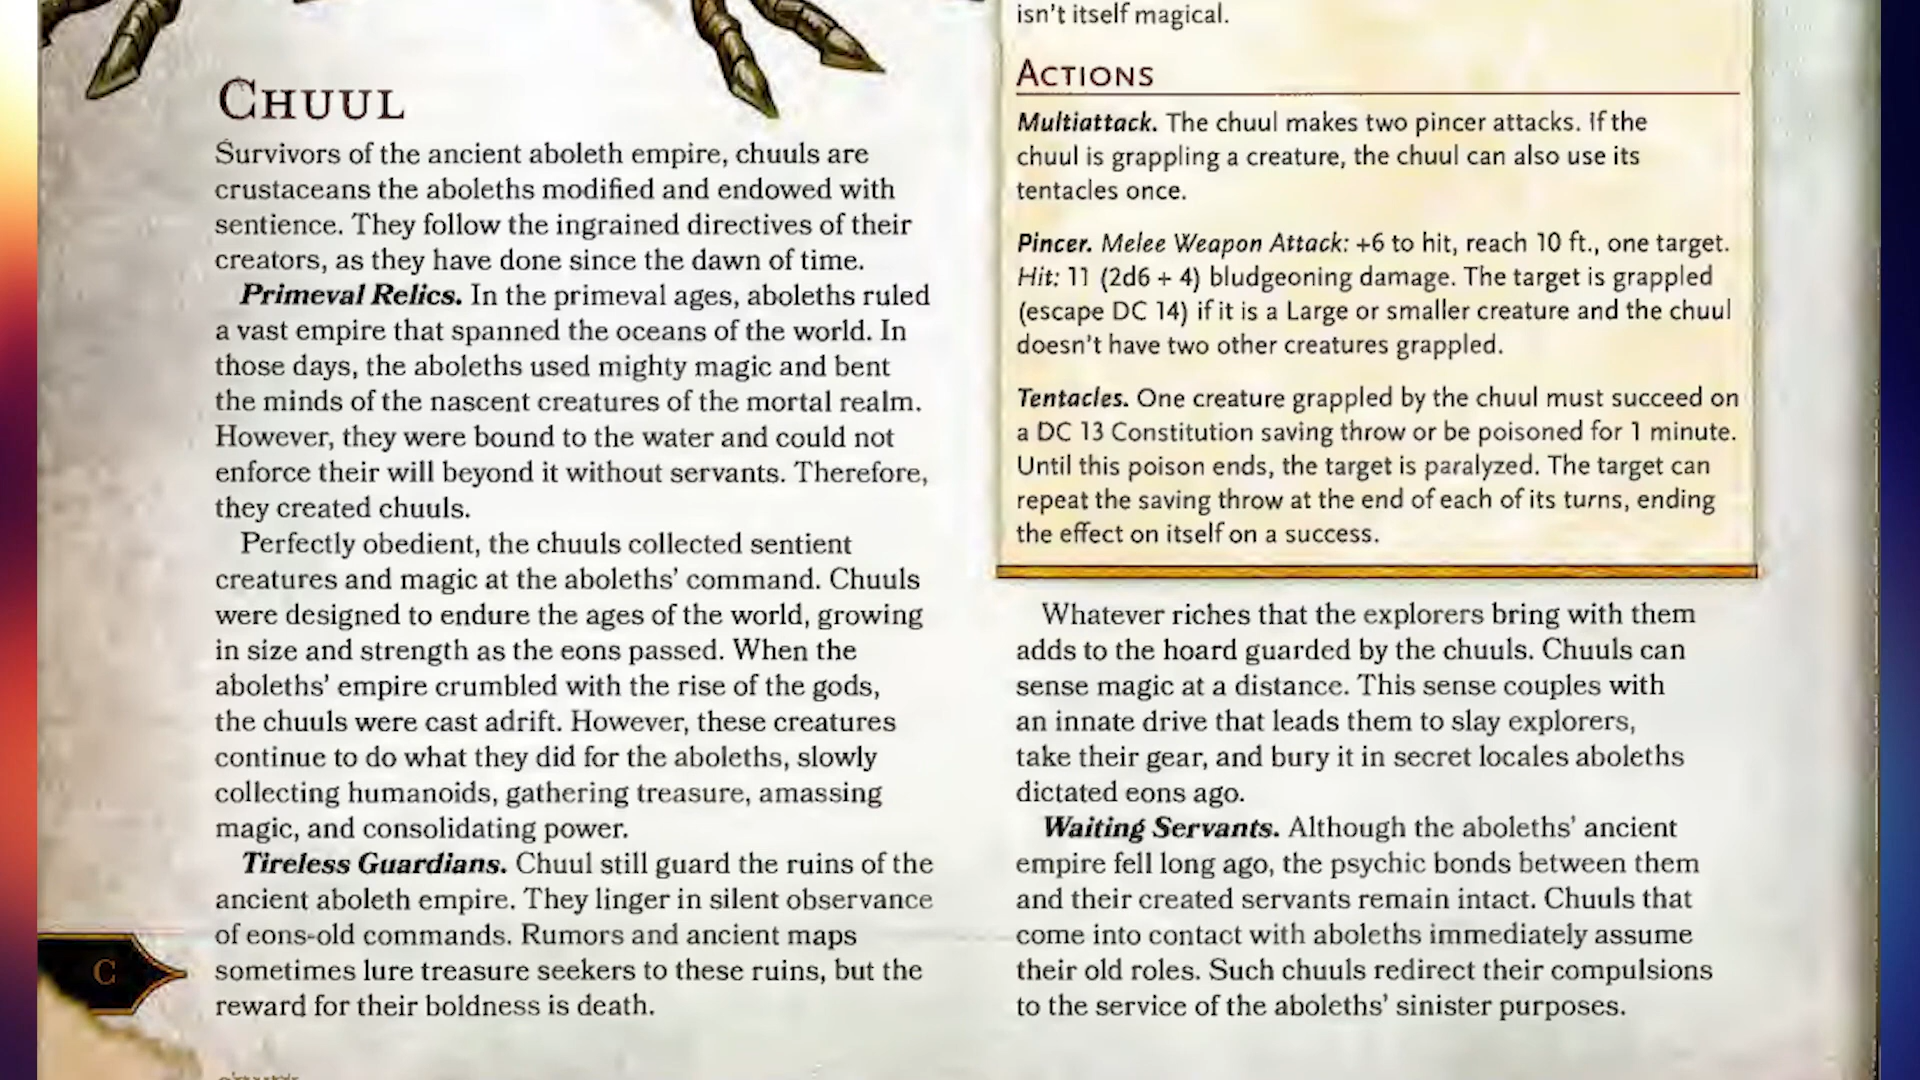 CHUUL
Survivors of the ancient aboleth empire, chuuls are
crustaceans the aboleths modified and endowed with
sentience. They follow the ingrained directives of their
creators, as they have done since the dawn of time.
Primeval Relics. In the primeval ages, aboleths ruled
a vast empire that spanned the oceans of the world. In
those days, the aboleths used mighty magic and bent
the minds of the nascent creatures of the mortal realm.
However, they were bound to the water and could not
enforce their will beyond it without servants. Therefore,
they created chuuls.
Perfectly obedient, the chuuls collected sentient
creatures and magic at the aboleths’ command. Chuuls
were designed to endure the ages of the world, growing
in size and strength as the eons passed. When the
aboleths’ empire crumbled with the rise of the gods,
the chuuls were cast adrift. However, these creatures
continue to do what they did for the aboleths, slowly
collecting humanoids, gathering treasure, amassing
magic, and consolidating power.
Tireless Guardians. Chuul still guard the ruins of the
ancient aboleth empire. They linger in silent observance
of eons-old commands. Rumors and ancient maps
sometimes lure treasure seekers to these ruins, but the
reward for their boldness is death.
C
isn’t itself magical.
ACTIONS
Multiattack. The chuul makes two pincer attacks. If the
chuul is grappling a creature, the chuul can also use its
tentacles once.
Pincer. Melee Weapon Attack: +6 to hit, reach 10 ft., one target.
Hit: 11 (2d6 + 4) bludgeoning damage. The target is grappled
(escape DC 14) if it is a Large or smaller creature and the chuul
doesn’t have two other creatures grappled.
Tentacles. One creature grappled by the chuul must succeed on
a DC 13 Constitution saving throw or be poisoned for 1 minute.
Until this poison ends, the target is paralyzed. The target can
repeat the saving throw at the end of each of its turns, ending
the effect on itself on a success.
Whatever riches that the explorers bring with them
adds to the hoard guarded by the chuuls. Chuuls can
sense magic at a distance. This sense couples with
an innate drive that leads them to slay explorers,
take their gear, and bury it in secret locales aboleths
dictated eons ago.
Waiting Servants. Although the aboleths’ ancient
empire fell long ago, the psychic bonds between them
and their created servants remain intact. Chuuls that
come into contact with aboleths immediately assume
their old roles. Such chuuls redirect their compulsions
to the service of the aboleths’ sinister purposes.